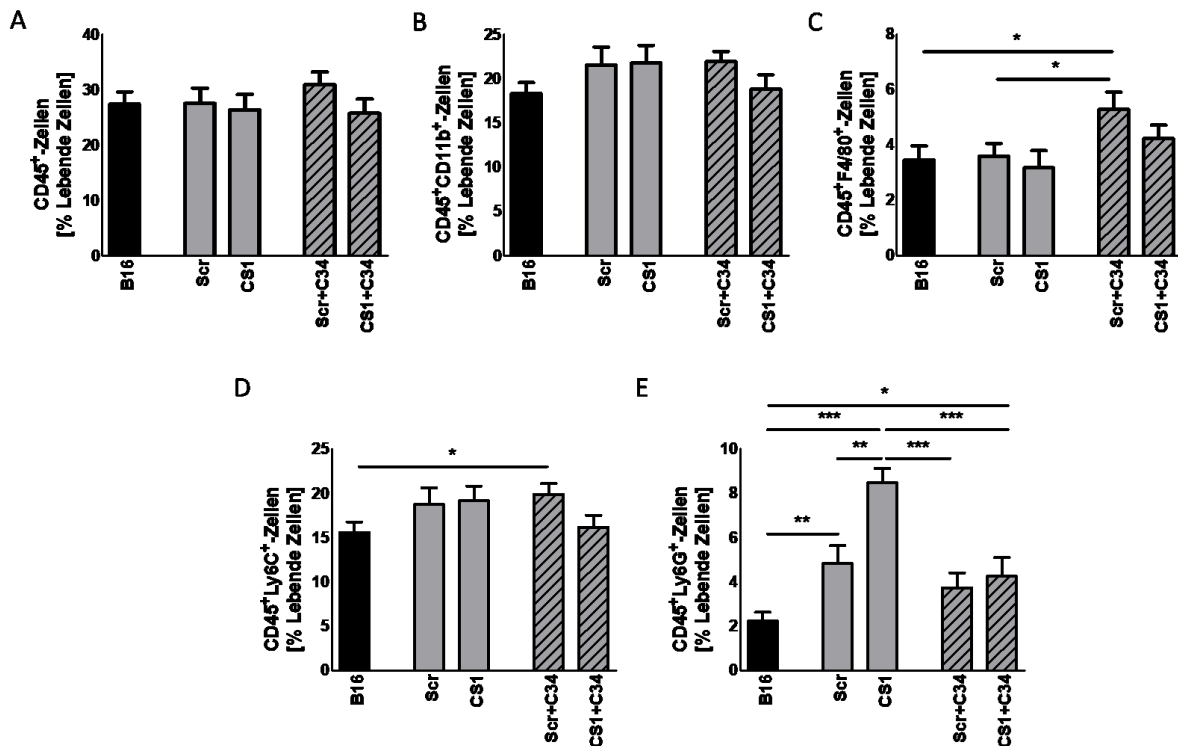 A
CD45⁺-Zellen
[% Lebende Zellen]
40
30
20
10
0
B16
Scr
CS1
Scr+C34
CS1+C34
B
CD45⁺CD11b⁺-Zellen
[% Lebende Zellen]
25
20
15
10
5
0
B16
Scr
CS1
Scr+C34
CS1+C34
C
CD45⁺F4/80⁺-Zellen
[% Lebende Zellen]
8
6
4
2
0
*
*
B16
Scr
CS1
Scr+C34
CS1+C34
D
CD45⁺Ly6C⁺-Zellen
[% Lebende Zellen]
25
20
15
10
5
0
*
B16
Scr
CS1
Scr+C34
CS1+C34
E
CD45⁺Ly6G⁺-Zellen
[% Lebende Zellen]
10
8
6
4
2
0
*
*** ***
** ***
**
B16
Scr
CS1
Scr+C34
CS1+C34